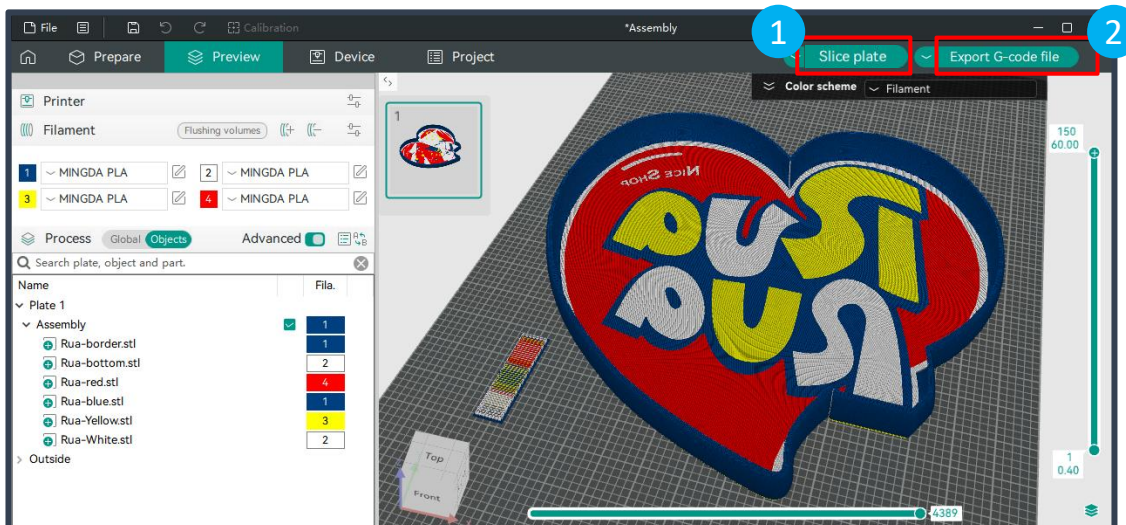 File
Calibration
*Assembly
1
2
Prepare
Preview
Device
Project
Slice plate
Export G-code file
Color scheme
Filament
Printer
Filament
Flushing volumes
1 MINGDA PLA
2 MINGDA PLA
3 MINGDA PLA
4 MINGDA PLA
Process
Global
Objects
Advanced
Search plate, object and part.
Name
Fila.
Plate 1
Assembly 1
Rua-border.stl 1
Rua-bottom.stl 2
Rua-red.stl 4
Rua-blue.stl 1
Rua-Yellow.stl 3
Rua-White.stl 2
Outside
1
NICE SHOP
150
60.00
1
0.40
Top
Front
4389